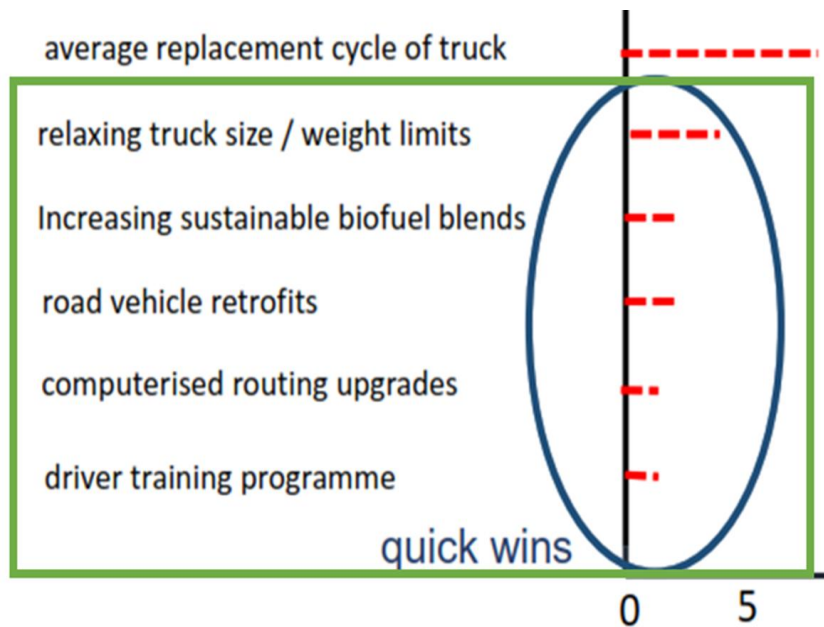 average replacement cycle of truck
relaxing truck size / weight limits
Increasing sustainable biofuel blends
road vehicle retrofits
computerised routing upgrades
driver training programme
quick wins
0 5